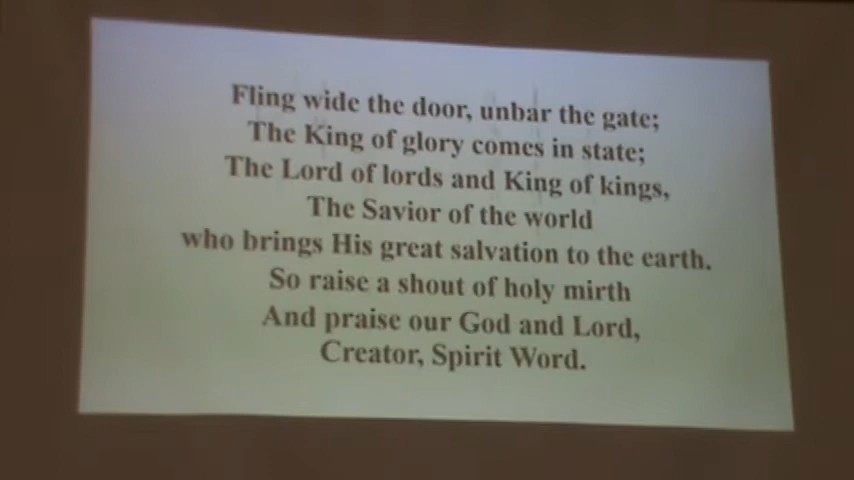 Fling wide the door, unbar the gate;
The King of glory comes in state;
The Lord of lords and King of kings,
The Savior of the world
who brings His great salvation to the earth.
So raise a shout of holy mirth
And praise our God and Lord,
Creator, Spirit Word.